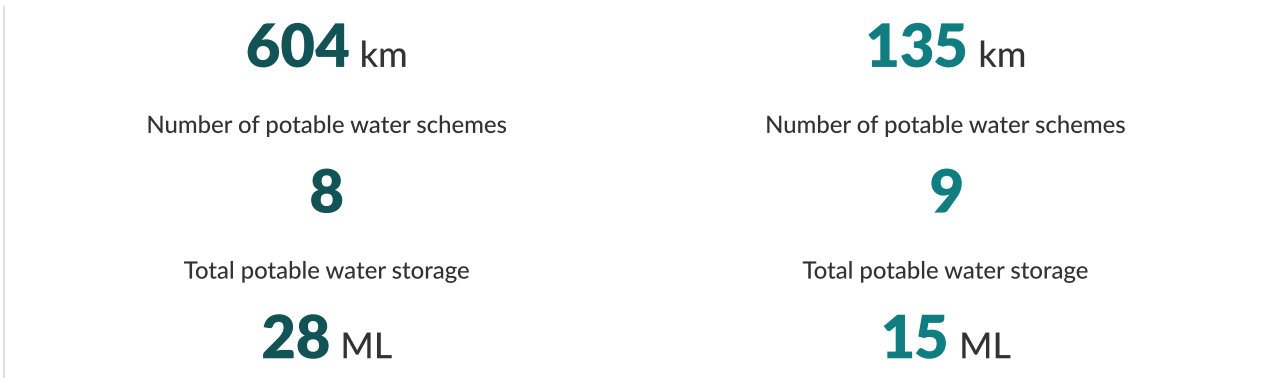 604 km
135 km
Number of potable water schemes
Number of potable water schemes
8
9
Total potable water storage
Total potable water storage
28 ML
15 ML